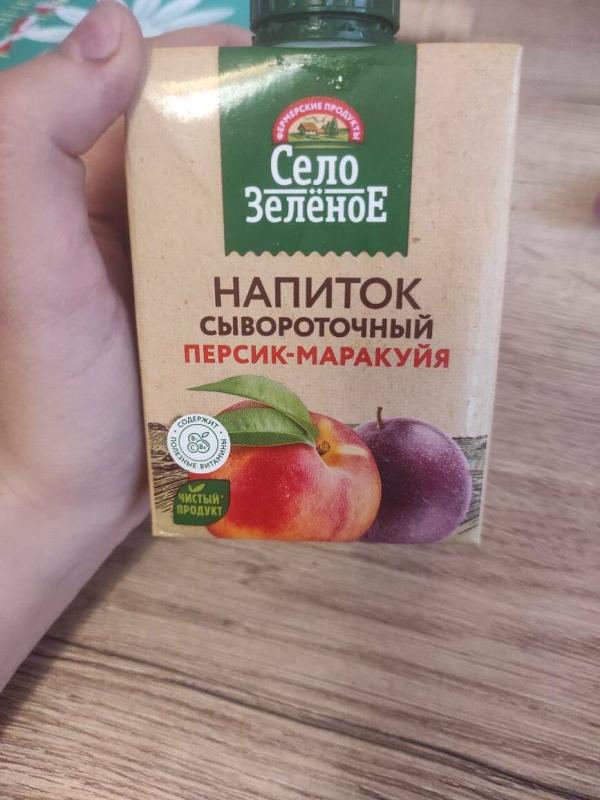 ФЕРМЕРСКИЕ ПРОДУКТЫ
Село
Зелёное
НАПИТОК
СЫВОРОТОЧНЫЙ
ПЕРСИК-МАРАКУЙЯ
СОДЕРЖИТ
ПОЛЕЗНЫЕ ВИТАМИНЫ
ЧИСТЫЙ*
ПРОДУКТ